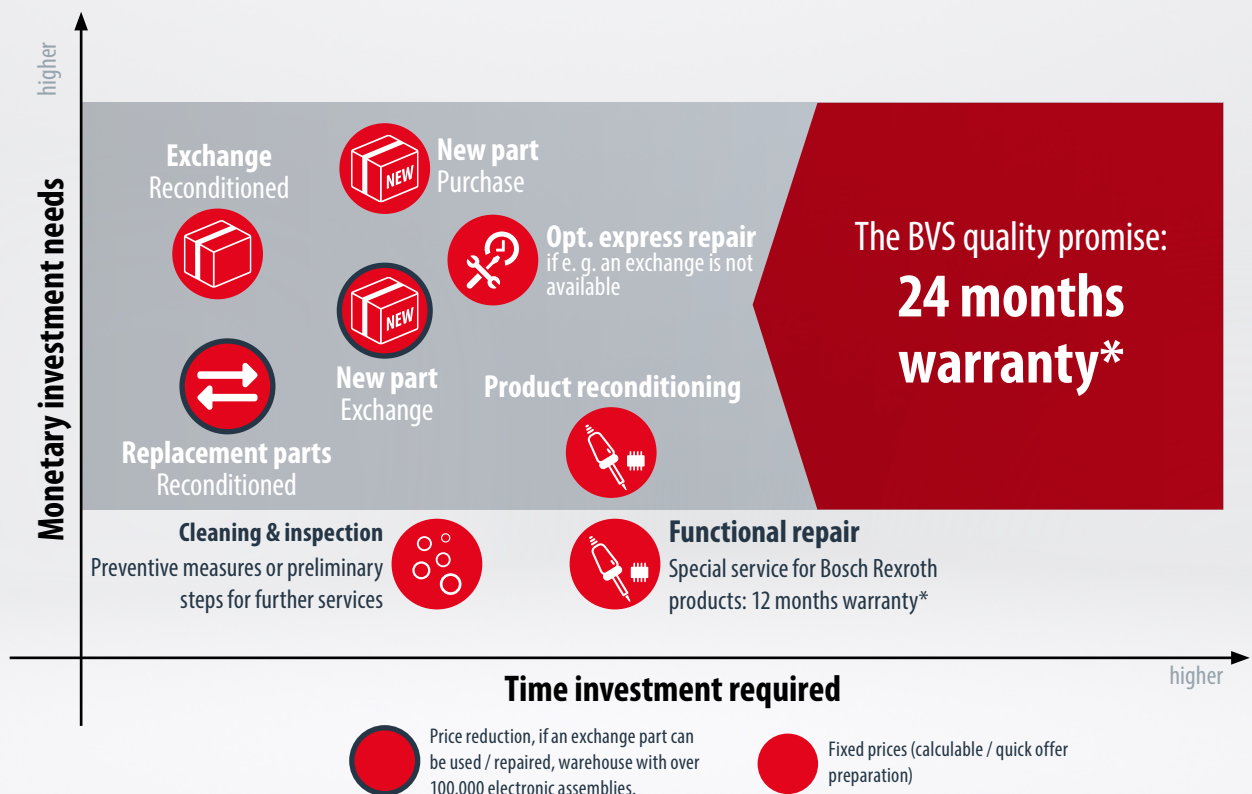 higher
Monetary investment needs
Exchange
Reconditioned
NEW
New part
Purchase
Opt. express repair
if e. g. an exchange is not
available
NEW
New part
Exchange
Replacement parts
Reconditioned
Product reconditioning
The BVS quality promise:
24 months
warranty*
Cleaning & inspection
Preventive measures or preliminary
steps for further services
Functional repair
Special service for Bosch Rexroth
products: 12 months warranty*
higher
Time investment required
Price reduction, if an exchange part can
be used / repaired, warehouse with over
100.000 electronic assemblies.
Fixed prices (calculable / quick offer
preparation)